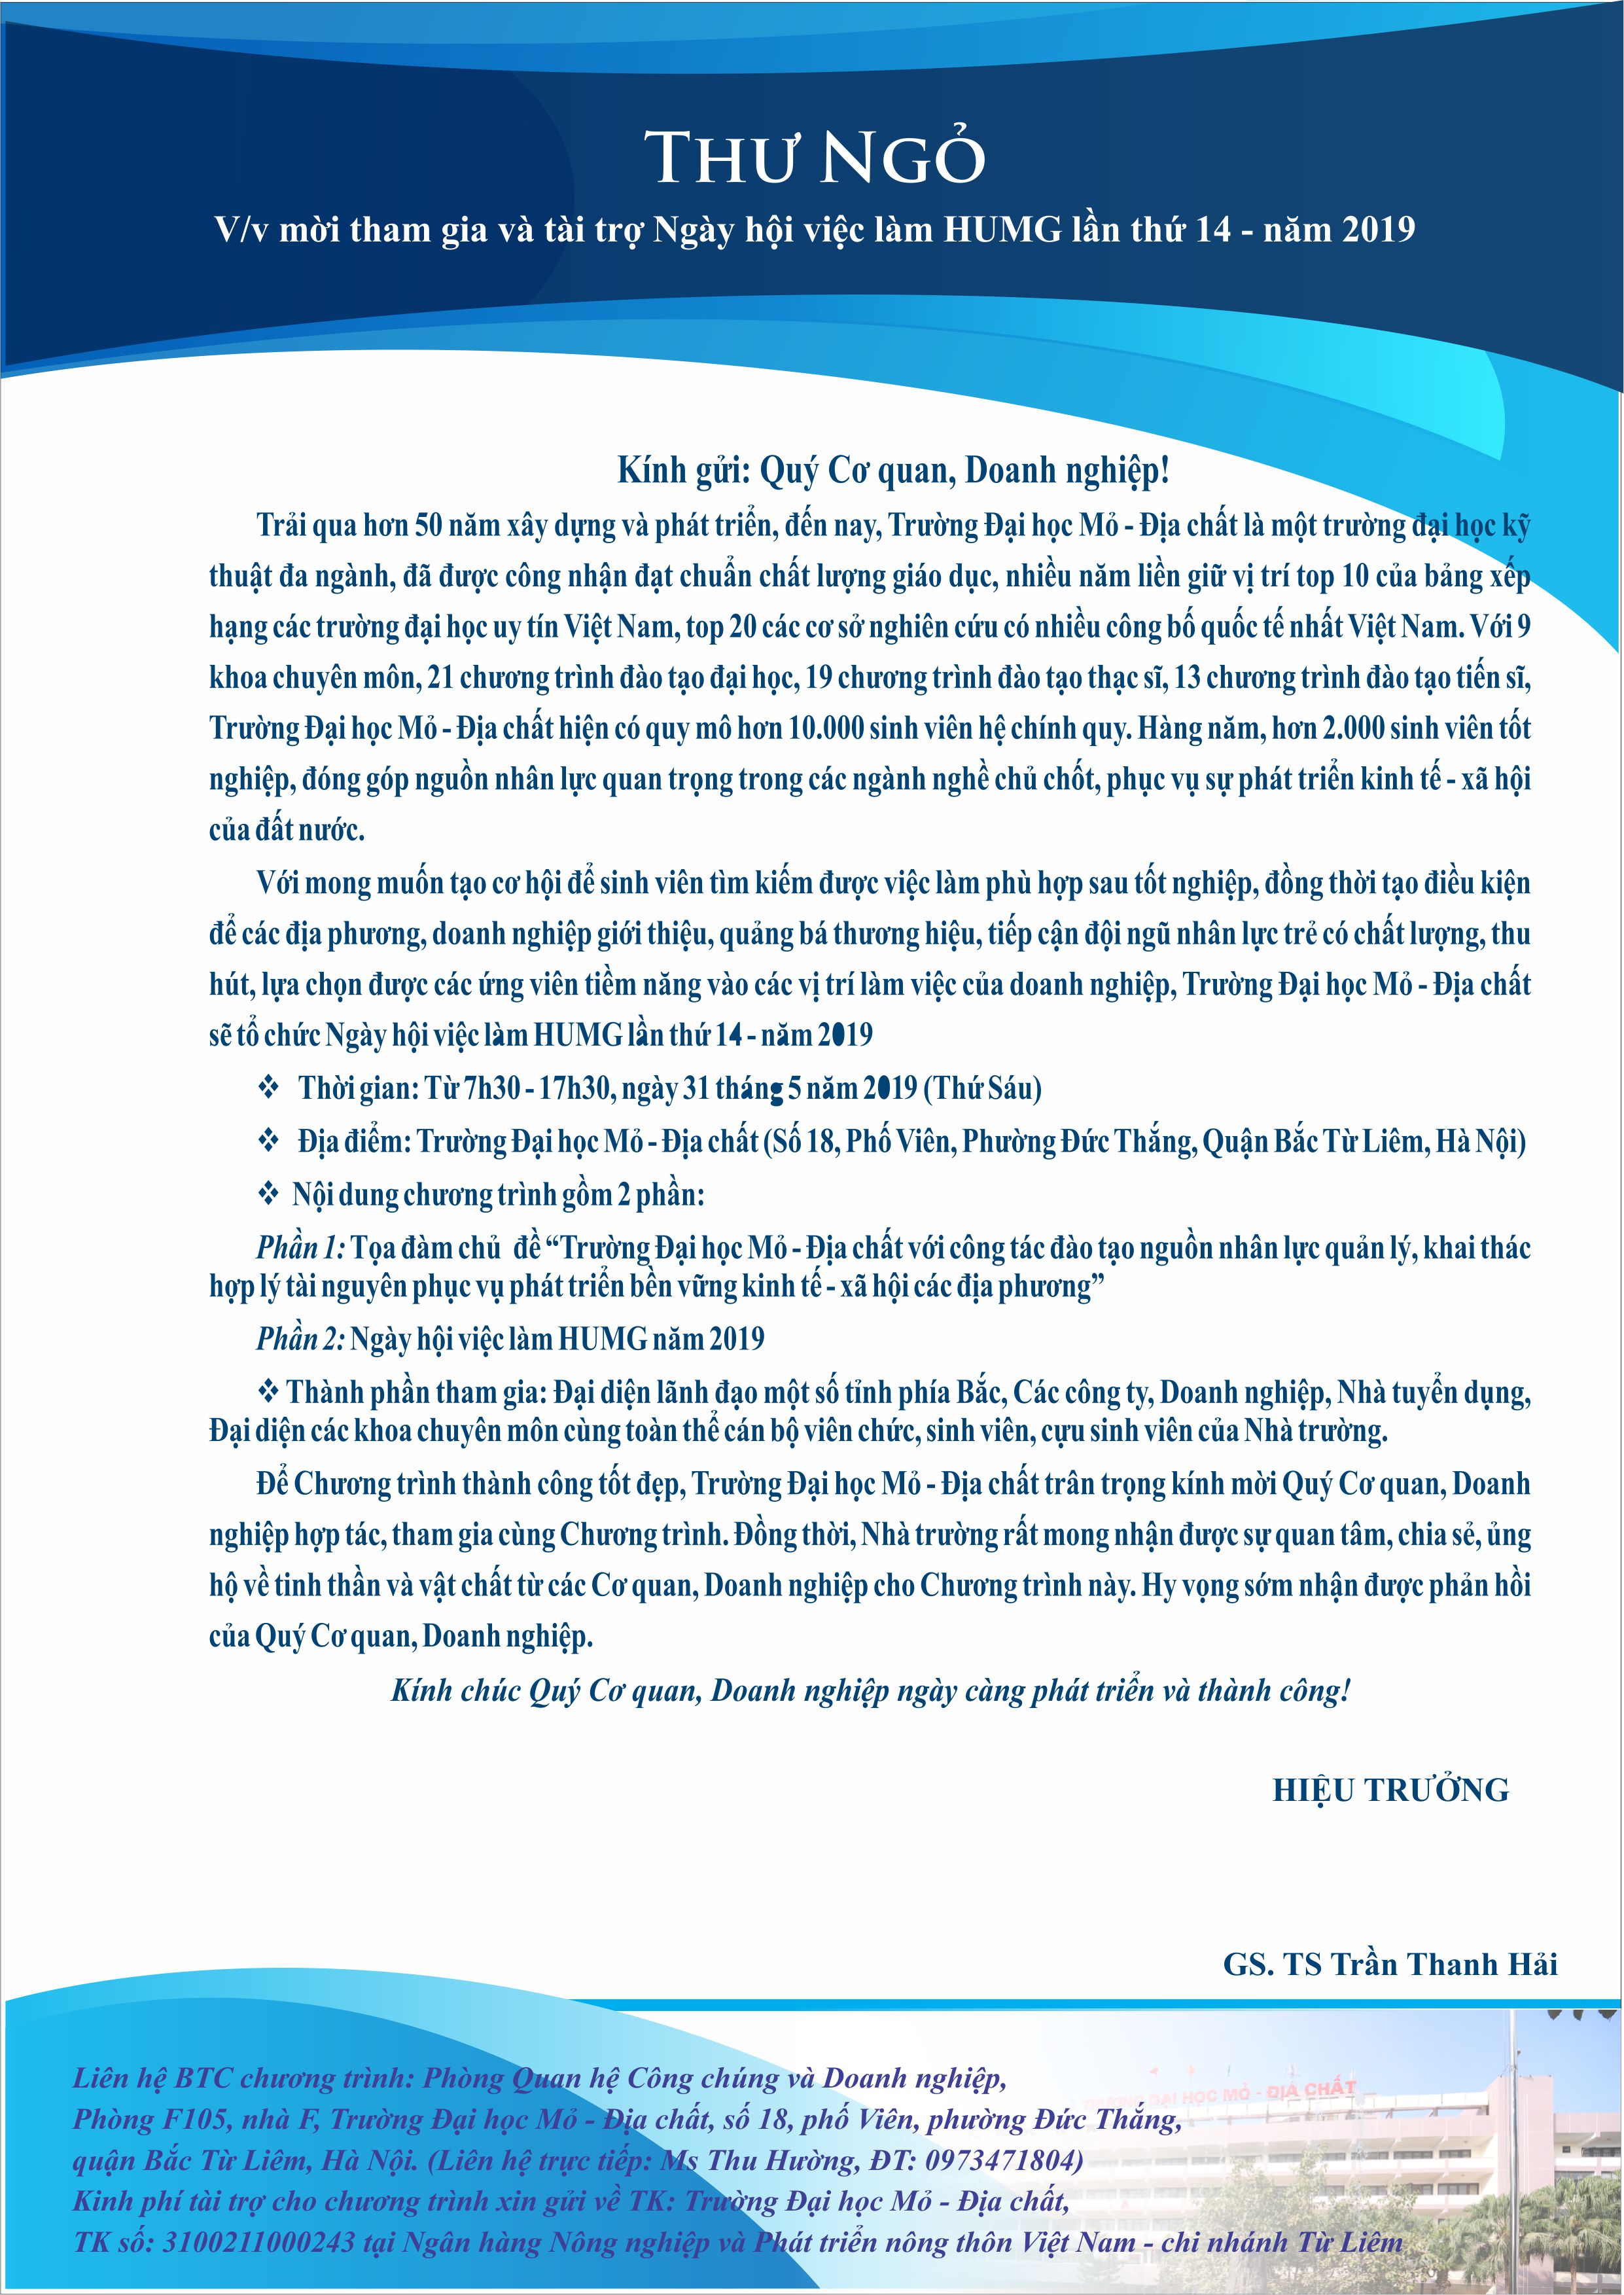 THƯ NGỎ
V/v mời tham gia và tài trợ Ngày hội việc làm HUMG lần thứ 14 - năm 2019
Kính gửi: Quý Cơ quan, Doanh nghiệp!
Trải qua hơn 50 năm xây dựng và phát triển, đến nay, Trường Đại học Mỏ - Địa chất là một trường đại học kỹ
thuật đa ngành, đã được công nhận đạt chuẩn chất lượng giáo dục, nhiều năm liền giữ vị trí top 10 của bảng xếp
hạng các trường đại học uy tín Việt Nam, top 20 các cơ sở nghiên cứu có nhiều công bố quốc tế nhất Việt Nam. Với 9
khoa chuyên môn, 21 chương trình đào tạo đại học, 19 chương trình đào tạo thạc sĩ, 13 chương trình đào tạo tiến sĩ,
Trường Đại học Mỏ - Địa chất hiện có quy mô hơn 10.000 sinh viên hệ chính quy. Hàng năm, hơn 2.000 sinh viên tốt
nghiệp, đóng góp nguồn nhân lực quan trọng trong các ngành nghề chủ chốt, phục vụ sự phát triển kinh tế - xã hội
của đất nước.
Với mong muốn tạo cơ hội để sinh viên tìm kiếm được việc làm phù hợp sau tốt nghiệp, đồng thời tạo điều kiện
để các địa phương, doanh nghiệp giới thiệu, quảng bá thương hiệu, tiếp cận đội ngũ nhân lực trẻ có chất lượng, thu
hút, lựa chọn được các ứng viên tiềm năng vào các vị trí làm việc của doanh nghiệp, Trường Đại học Mỏ - Địa chất
sẽ tổ chức Ngày hội việc làm HUMG lần thứ 14 - năm 2019
❖ Thời gian: Từ 7h30 - 17h30, ngày 31 tháng 5 năm 2019 (Thứ Sáu)
❖ Địa điểm: Trường Đại học Mỏ - Địa chất (Số 18, Phố Viên, Phường Đức Thắng, Quận Bắc Từ Liêm, Hà Nội)
❖ Nội dung chương trình gồm 2 phần:
Phần 1: Tọa đàm chủ đề “Trường Đại học Mỏ - Địa chất với công tác đào tạo nguồn nhân lực quản lý, khai thác
hợp lý tài nguyên phục vụ phát triển bền vững kinh tế - xã hội các địa phương”
Phần 2: Ngày hội việc làm HUMG năm 2019
❖ Thành phần tham gia: Đại diện lãnh đạo một số tỉnh phía Bắc, Các công ty, Doanh nghiệp, Nhà tuyển dụng,
Đại diện các khoa chuyên môn cùng toàn thể cán bộ viên chức, sinh viên, cựu sinh viên của Nhà trường.
Để Chương trình thành công tốt đẹp, Trường Đại học Mỏ - Địa chất trân trọng kính mời Quý Cơ quan, Doanh
nghiệp hợp tác, tham gia cùng Chương trình. Đồng thời, Nhà trường rất mong nhận được sự quan tâm, chia sẻ, ủng
hộ về tinh thần và vật chất từ các Cơ quan, Doanh nghiệp cho Chương trình này. Hy vọng sớm nhận được phản hồi
của Quý Cơ quan, Doanh nghiệp.
Kính chúc Quý Cơ quan, Doanh nghiệp ngày càng phát triển và thành công!
HIỆU TRƯỞNG
GS. TS Trần Thanh Hải
TRƯỜNG ĐẠI HỌC MỎ - ĐỊA CHẤT
Liên hệ BTC chương trình: Phòng Quan hệ Công chúng và Doanh nghiệp,
Phòng F105, nhà F, Trường Đại học Mỏ - Địa chất, số 18, phố Viên, phường Đức Thắng,
quận Bắc Từ Liêm, Hà Nội. (Liên hệ trực tiếp: Ms Thu Hường, ĐT: 0973471804)
Kinh phí tài trợ cho chương trình xin gửi về TK: Trường Đại học Mỏ - Địa chất,
TK số: 3100211000243 tại Ngân hàng Nông nghiệp và Phát triển nông thôn Việt Nam - chi nhánh Từ Liêm